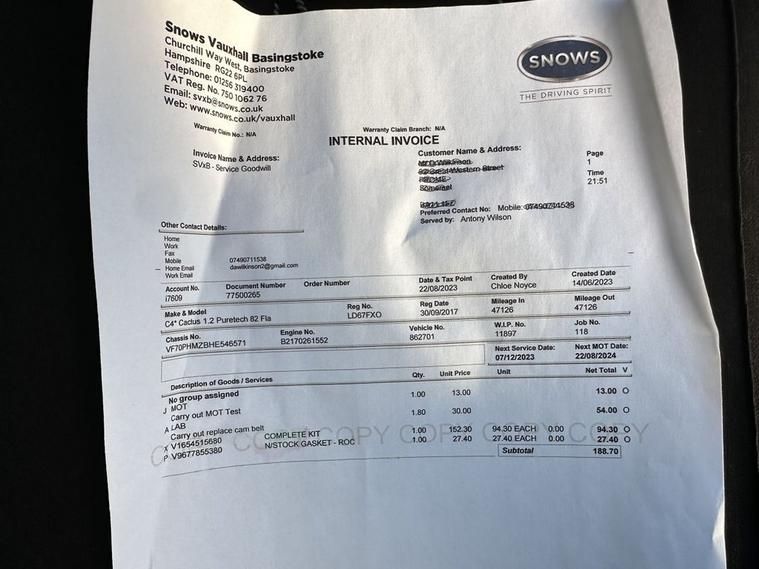 Snows Vauxhall Basingstoke
Churchill Way West, Basingstoke
Hampshire RG22 6PL
Telephone: 01256 319400
VAT Reg. No. 750 1062 76
Email: svxb@snows.co.uk
Web: www.snows.co.uk/vauxhall
SNOWS
THE DRIVING SPIRIT
Warranty Claim No.: N/A
Warranty Claim Branch: N/A
INTERNAL INVOICE
Invoice Name & Address:
SVxB - Service Goodwill
Customer Name & Address:
Western Street
Page
1
Time
21:51
Preferred Contact No: Mobile: 07490711538
Served by: Antony Wilson
Other Contact Details:
Home
Work
Fax
Mobile 07490711538
Home Email dawilkinson2@gmail.com
Work Email
Account No. Document Number Order Number Date & Tax Point Created By Created Date
i7609 77500265 22/08/2023 Chloe Noyce 14/06/2023
Make & Model Reg No. Reg Date Mileage In Mileage Out
C4* Cactus 1.2 Puretech 82 Fla LD67FXO 30/09/2017 47126 47126
Chassis No. Engine No. Vehicle No. W.I.P. No. Job No.
VF70PHMZBHE546571 B2170261552 862701 11897 118
Next Service Date: Next MOT Date:
07/12/2023 22/08/2024
Description of Goods / Services Qty. Unit Price Unit Net Total V
No group assigned
J MOT 1.00 13.00 13.00 O
Carry out MOT Test
A LAB 1.80 30.00 54.00 O
Carry out replace cam belt
X V1654515680 COMPLETE KIT 1.00 152.30 94.30 EACH 0.00 94.30 O
P V9677855380 N/STOCK GASKET - ROC 1.00 27.40 27.40 EACH 0.00 27.40 O
COPY COPY COPY COPY COPY
Subtotal 188.70